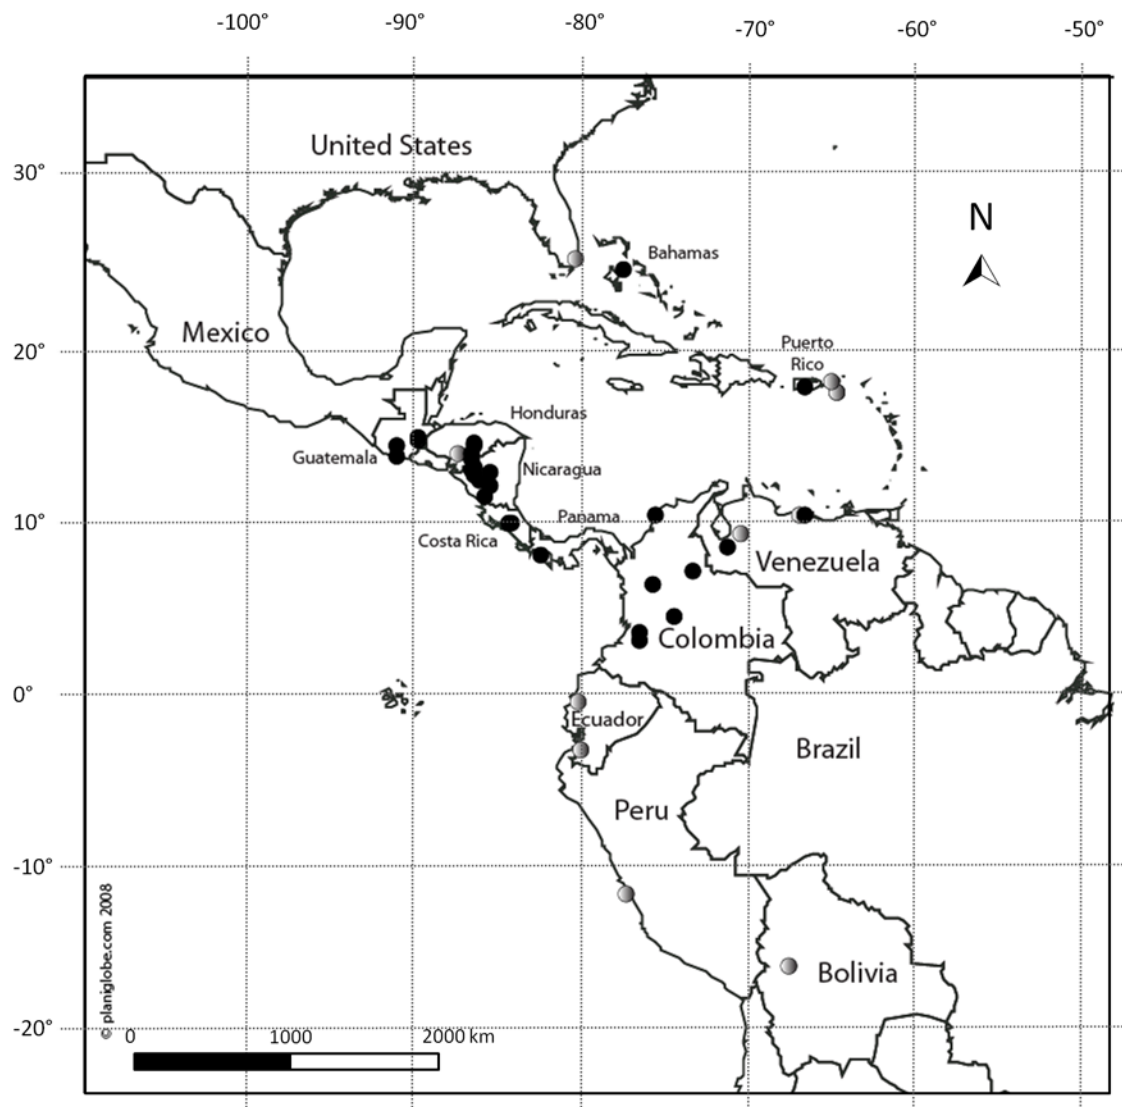 -100° -90° -80° -70° -60° -50°
United States
30°
N
Bahamas
Mexico
20°
Puerto
Rico
Honduras
Guatemala
Nicaragua
10°
Panama
Costa Rica
Venezuela
Colombia
0°
Ecuador
Brazil
Peru
-10°
© planiglobe.com 2008
Bolivia
-20°
0 1000 2000 km